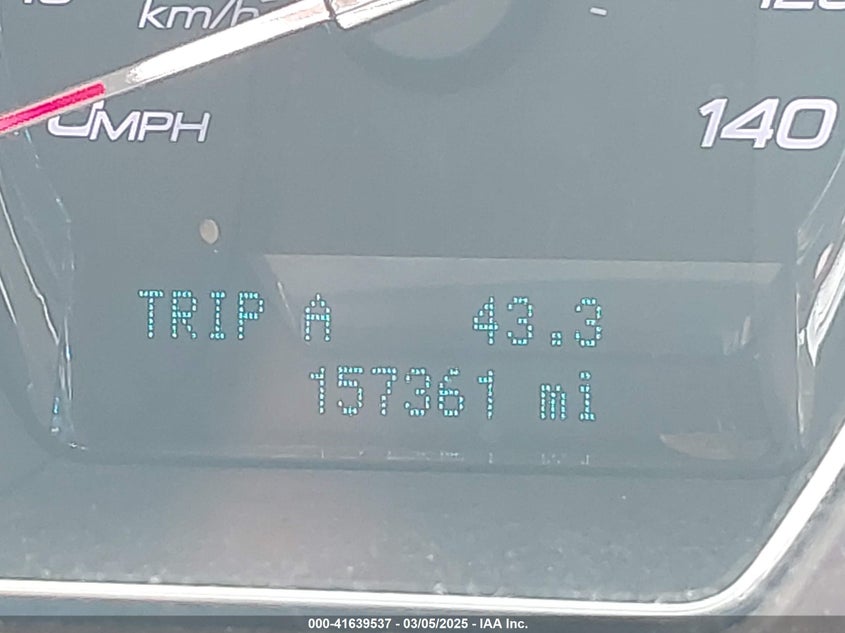 km/h
MPH
140
TRIP A 43.3
157361 mi
000-41639537 - 03/05/2025 - IAA Inc.